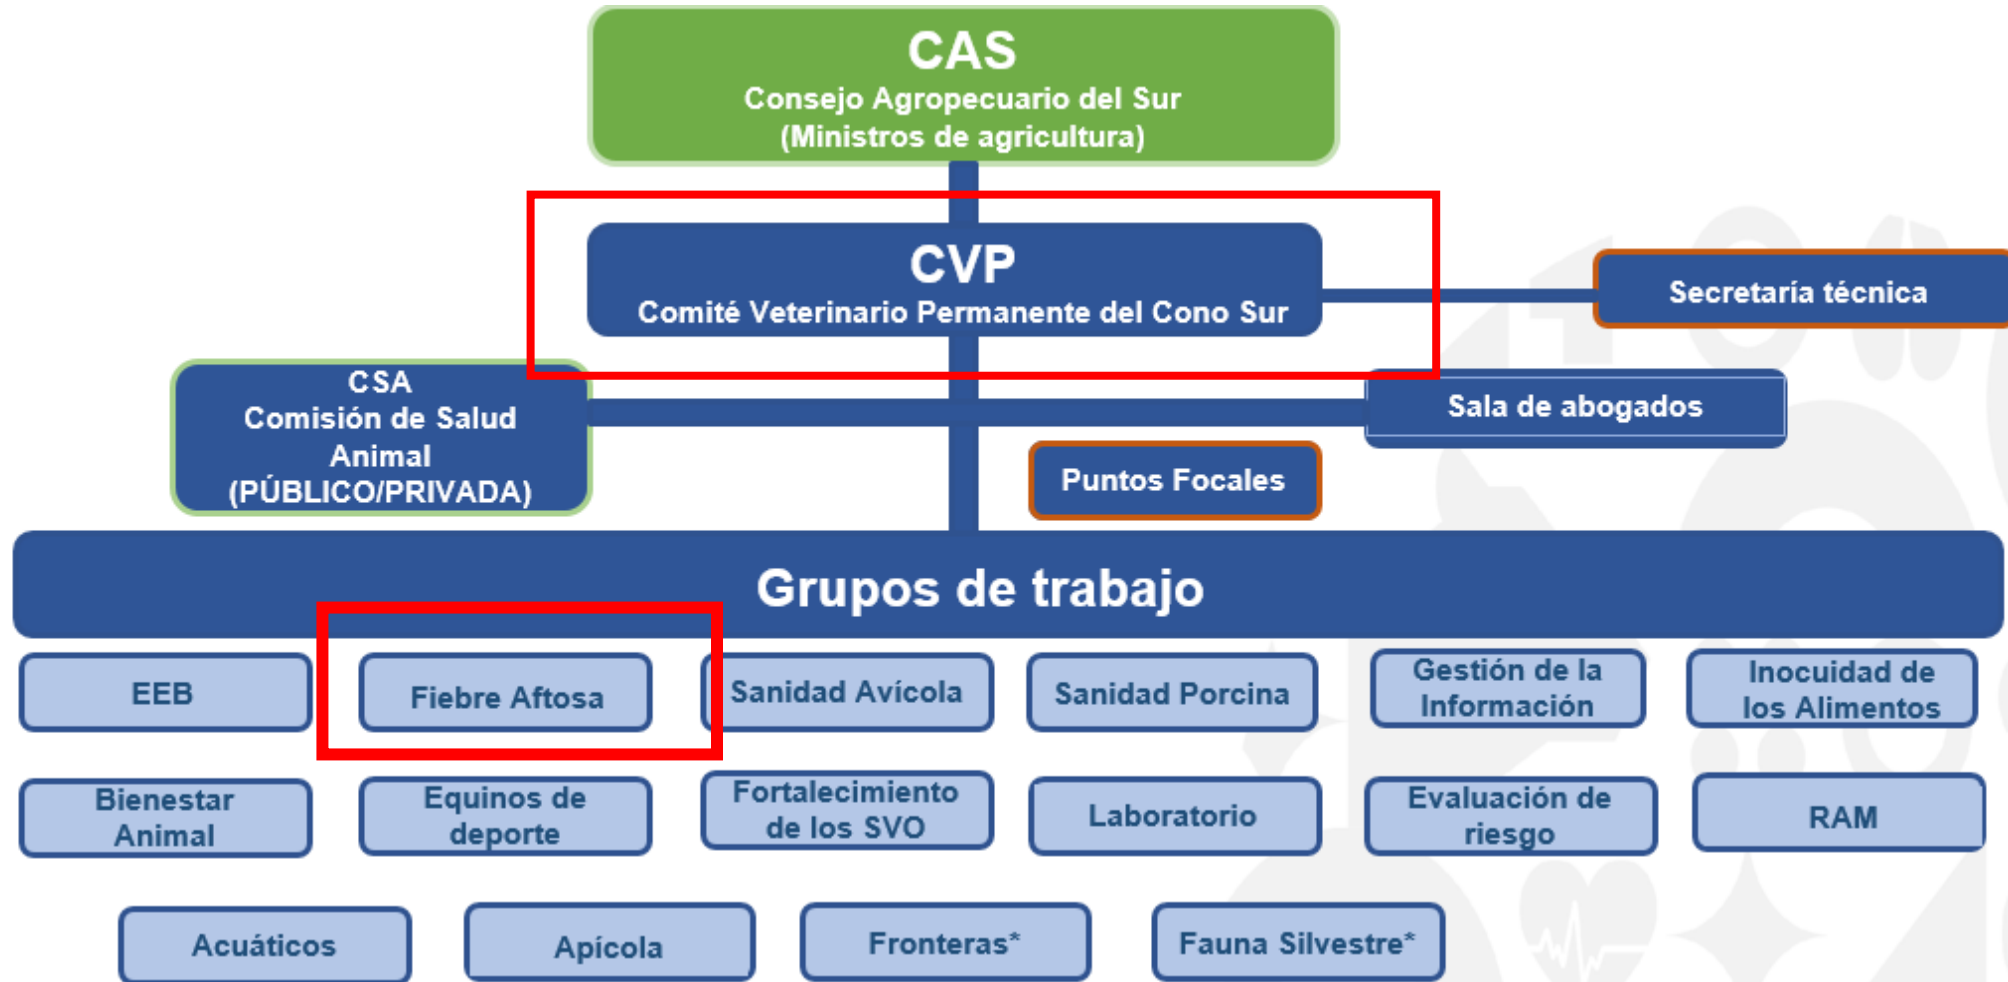 CAS
Consejo Agropecuario del Sur
(Ministros de agricultura)
CVP
Comité Veterinario Permanente del Cono Sur
Secretaría técnica
CSA
Comisión de Salud
Animal
(PÚBLICO/PRIVADA)
Sala de abogados
Puntos Focales
Grupos de trabajo
EEB
Fiebre Aftosa
Sanidad Avícola
Sanidad Porcina
Gestión de la
Información
Inocuidad de
los Alimentos
Bienestar
Animal
Equinos de
deporte
Fortalecimiento
de los SVO
Laboratorio
Evaluación de
riesgo
RAM
Acuáticos
Apícola
Fronteras*
Fauna Silvestre*